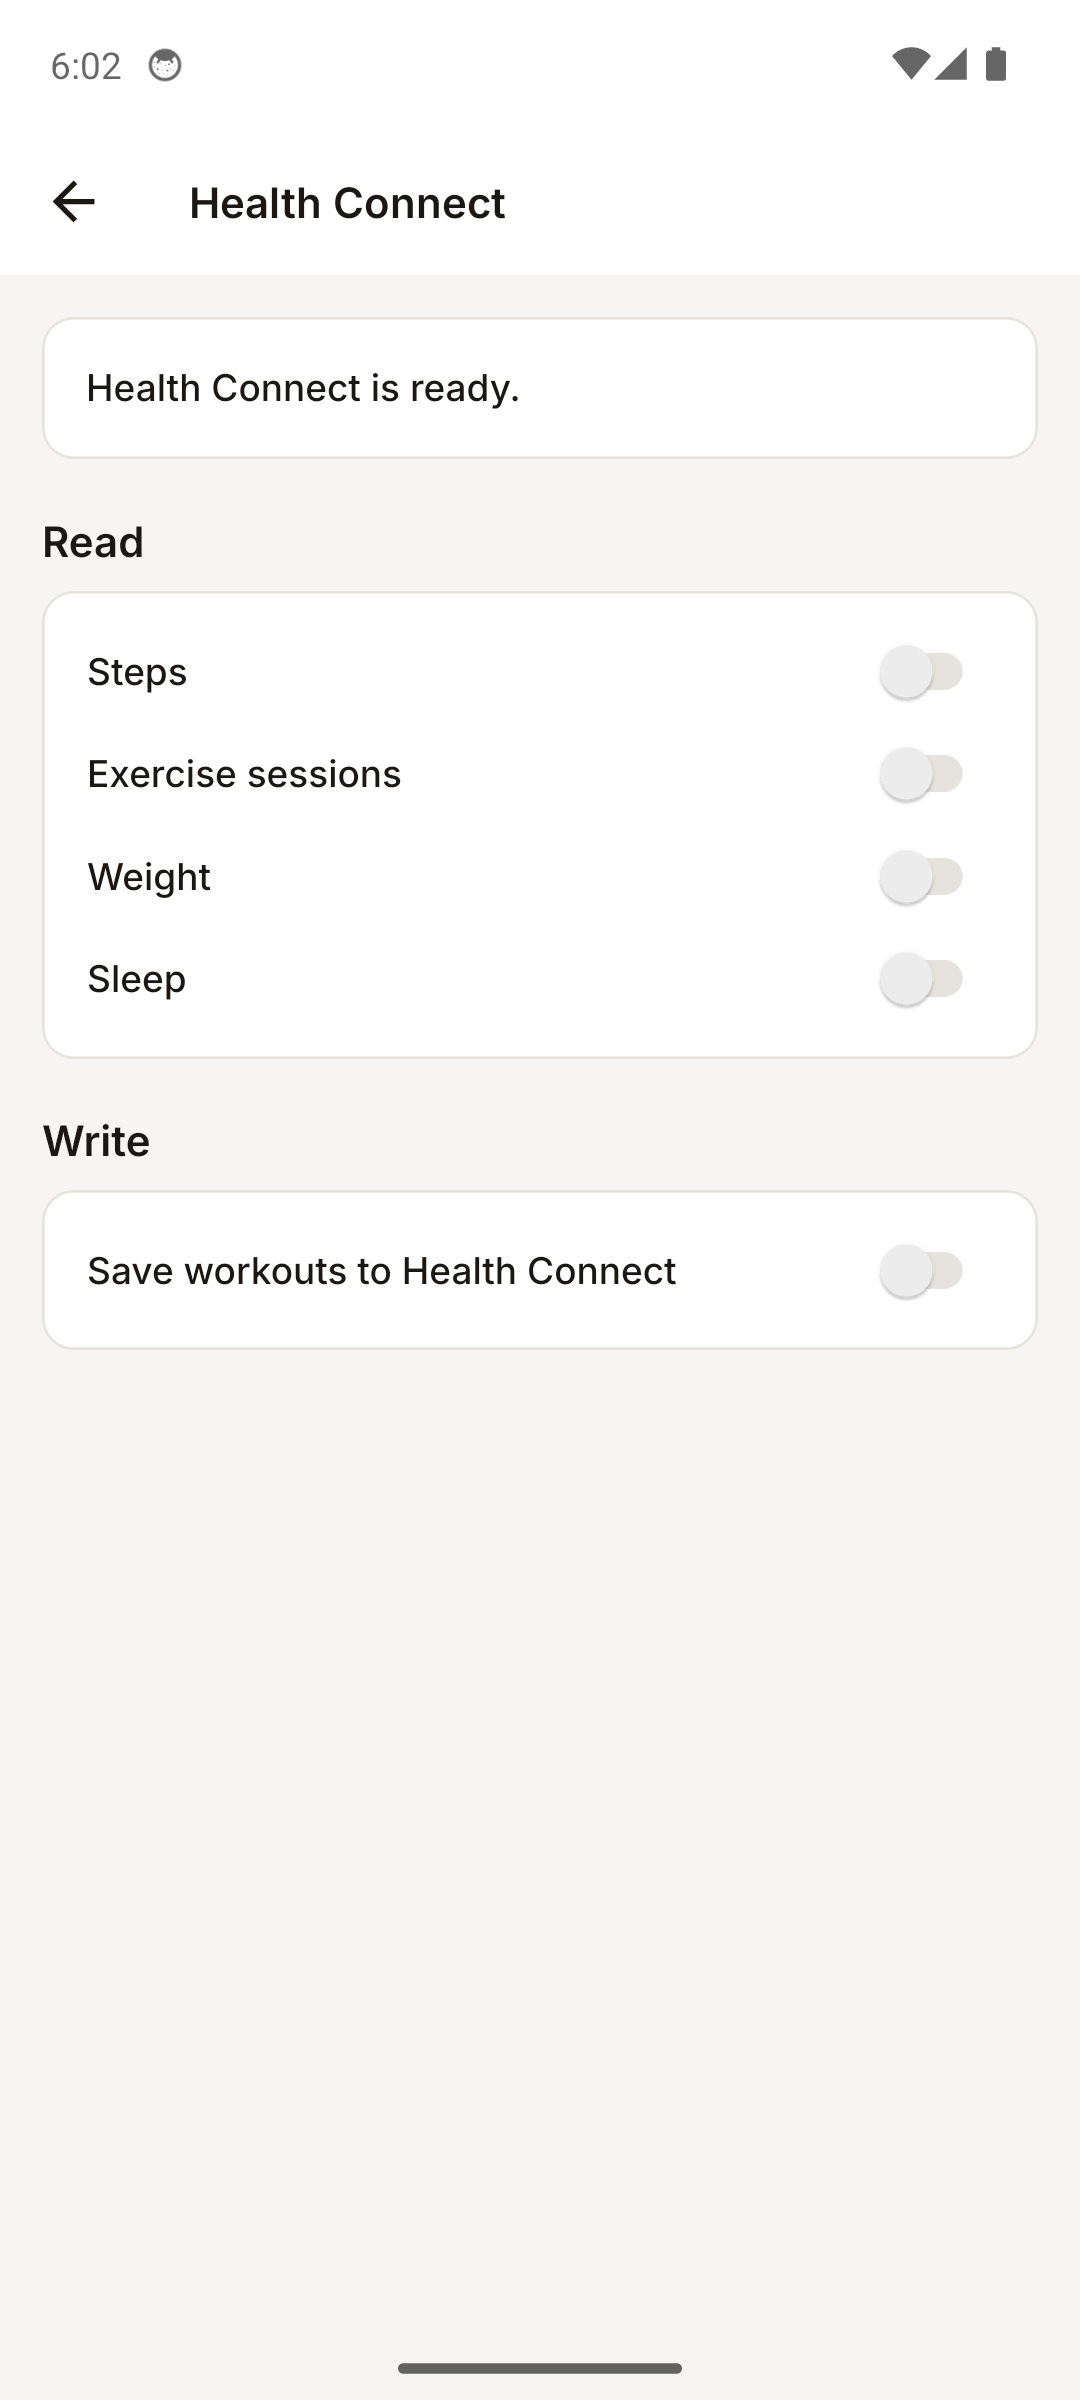 6:02
Health Connect
Health Connect is ready.
Read
Steps
Exercise sessions
Weight
Sleep
Write
Save workouts to Health Connect